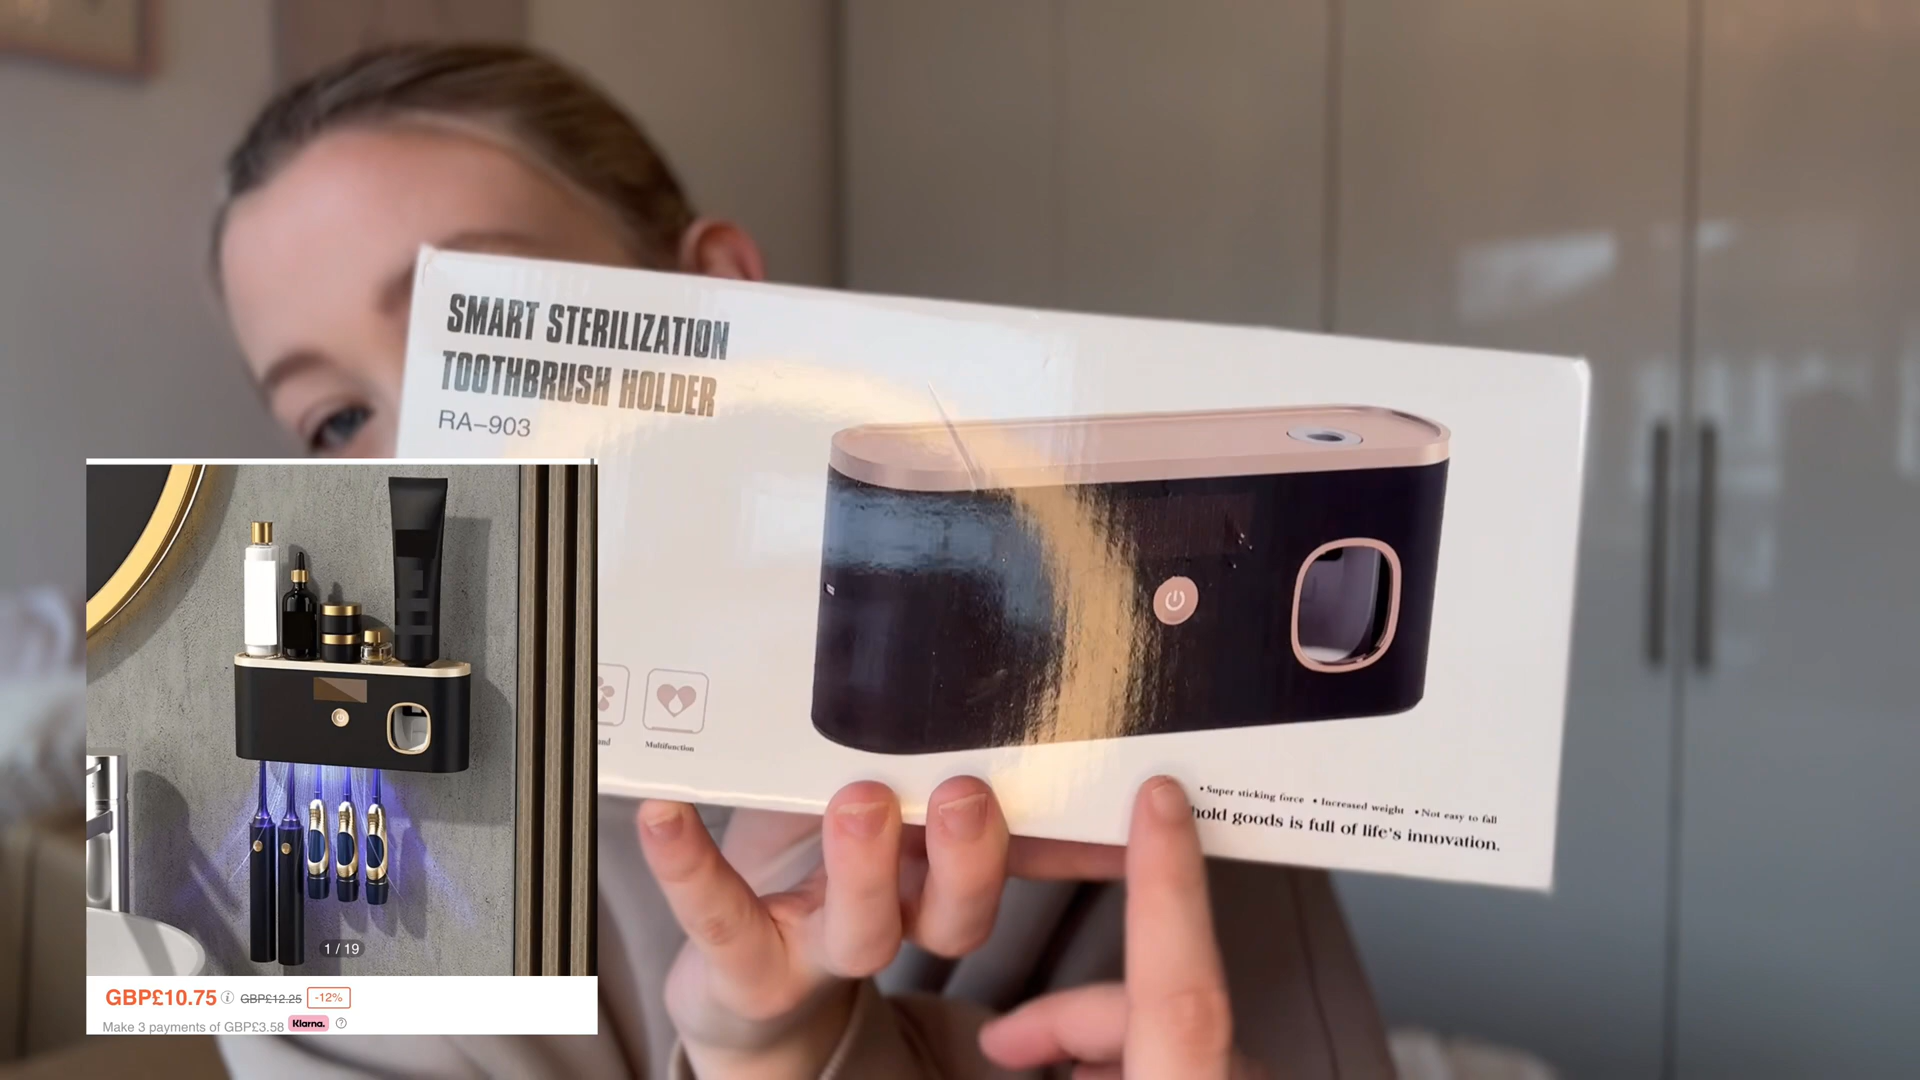 SMART STERILIZATION
TOOTHBRUSH HOLDER
RA-903
and
Multifunction
• Super sticking force • Increased weight • Not easy to fall
hold goods is full of life's innovation.
1 / 19
GBP£10.75 GBP£12.25 -12%
Make 3 payments of GBP£3.58 Klarna.